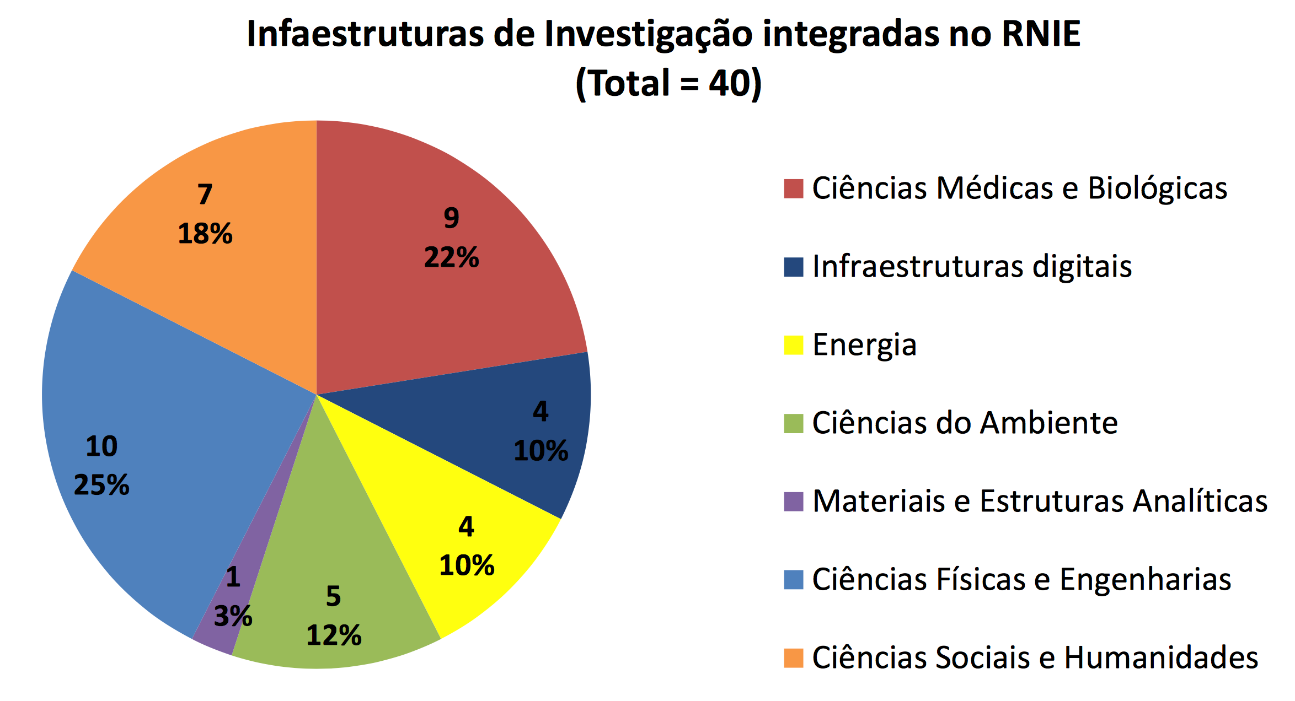 Infaestruturas de Investigação integradas no RNIE
(Total = 40)
7
18%
9
22%
4
10%
4
10%
5
12%
1
3%
10
25%
Ciências Médicas e Biológicas
Infraestruturas digitais
Energia
Ciências do Ambiente
Materiais e Estruturas Analíticas
Ciências Físicas e Engenharias
Ciências Sociais e Humanidades